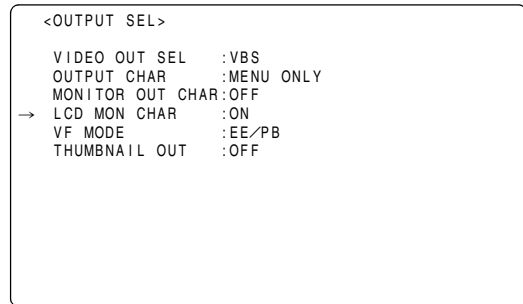 <OUTPUT SEL>
VIDEO OUT SEL :VBS
OUTPUT CHAR :MENU ONLY
MONITOR OUT CHAR:OFF
→ LCD MON CHAR :ON
VF MODE :EE/PB
THUMBNAIL OUT :OFF